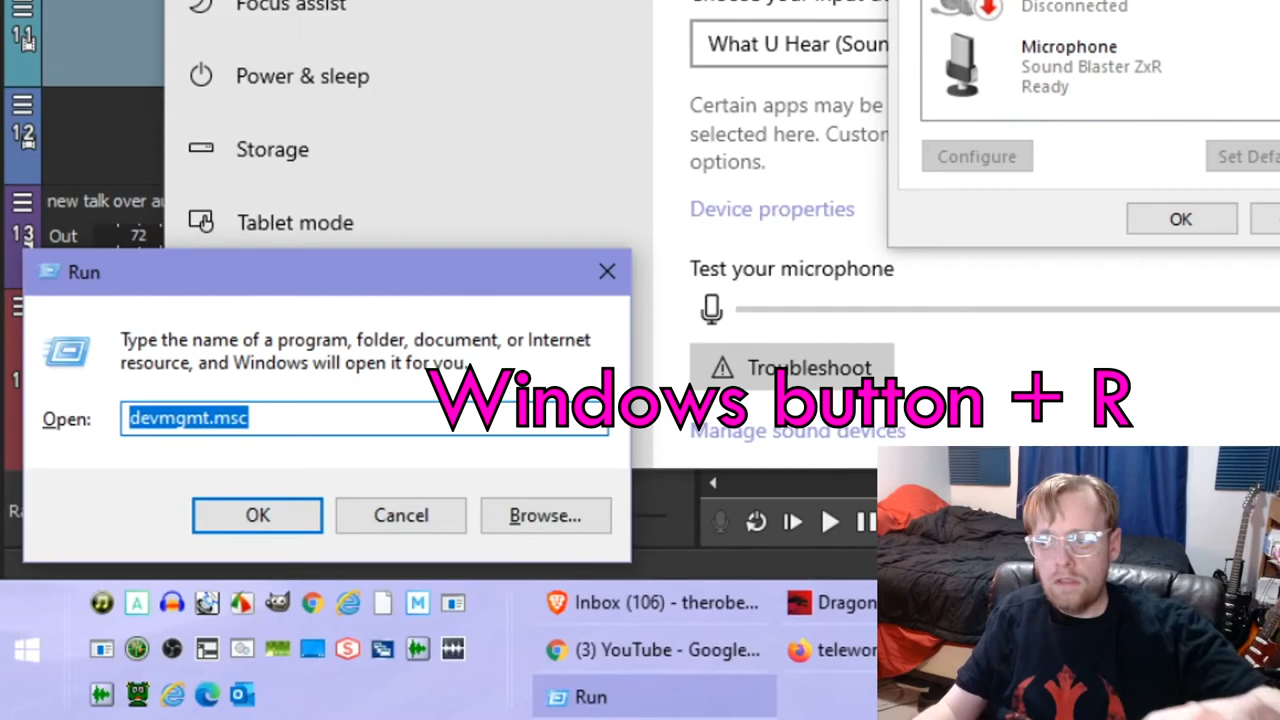 Focus assist
Power & sleep
Storage
Tablet mode
What U Hear (Soun
Certain apps may be
selected here. Custor
options.
Device properties
Test your microphone
Troubleshoot
Manage sound devices
Disconnected
Microphone
Sound Blaster ZxR
Ready
Configure
Set Defa
OK
11
12
new talk over au
13
Out
72
Run
Type the name of a program, folder, document, or Internet
resource, and Windows will open it for you.
Open:
devmgmt.msc
OK
Cancel
Browse...
Windows button + R
Inbox (106) - therobe...
Dragon
(3) YouTube - Google...
telewor
Run